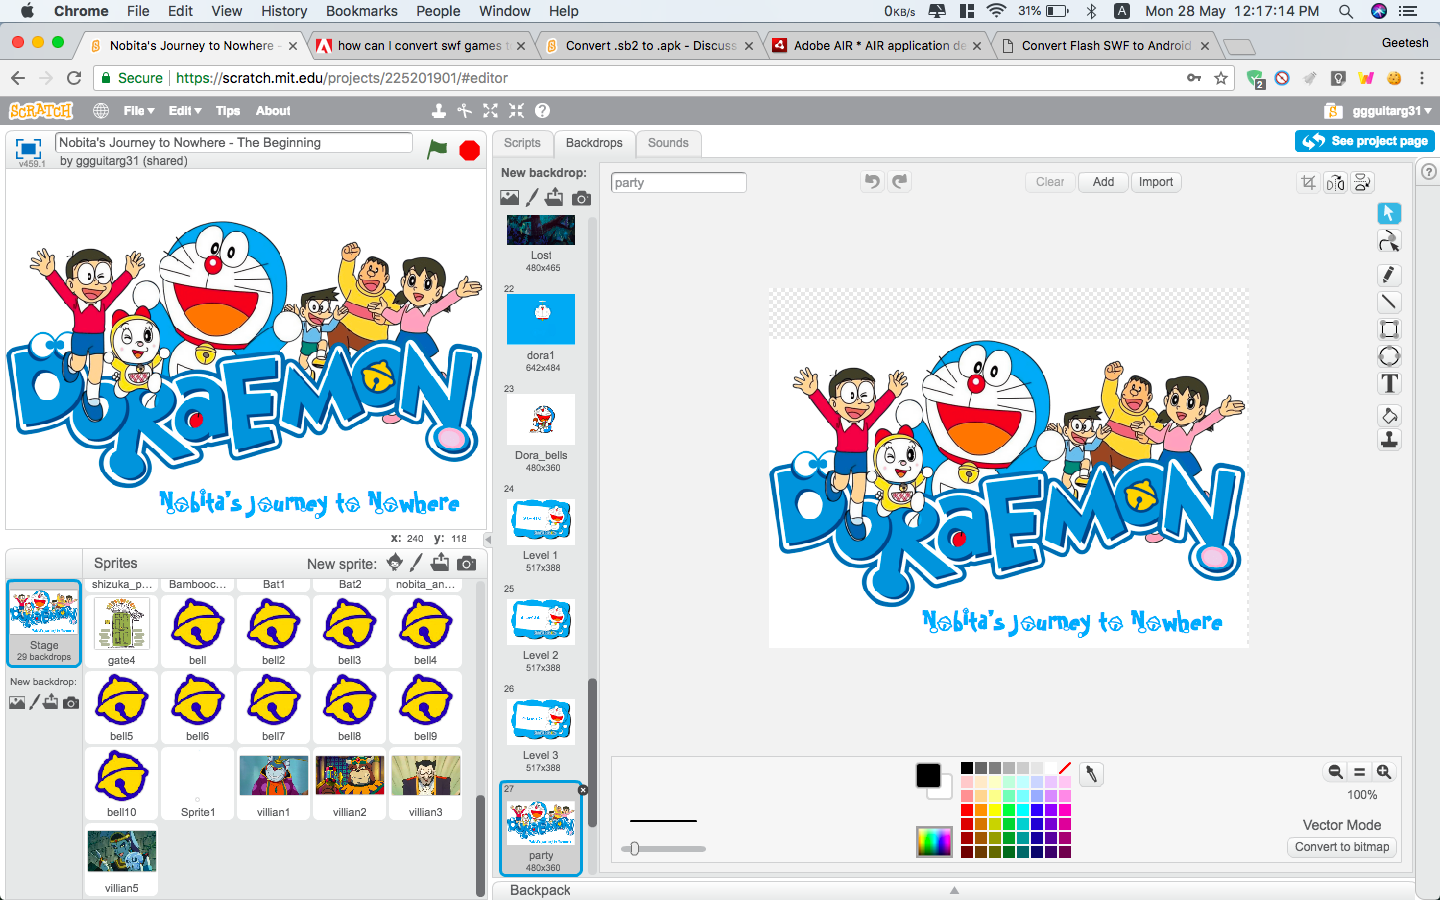 Chrome File Edit View History Bookmarks People Window Help 0KB/s 31% A Mon 28 May 12:17:14 PM
Nobita's Journey to Nowhere - how can I convert swf games to Convert .sb2 to .apk - Discuss Adobe AIR * AIR application de Convert Flash SWF to Android Geetesh
Secure https://scratch.mit.edu/projects/225201901/#editor 2
SCRATCH File Edit Tips About ggguitarg31
v459.1 Nobita's Journey to Nowhere - The Beginning
by ggguitarg31 (shared)
Scripts Backdrops Sounds See project page
New backdrop: party Clear Add Import
DORAEMON
Nobita's Journey to Nowhere
x: 240 y: 118
Lost
480x465
22
dora1
642x484
23
Dora_bells
480x360
24
Level 1
517x388
25
Level 2
517x388
26
Level 3
517x388
27
party
480x360
DORAEMON
Nobita's Journey to Nowhere
T
Sprites New sprite:
Stage
29 backdrops
New backdrop:
shizuka_p... Bambooc... Bat1 Bat2 nobita_an...
gate4 bell bell2 bell3 bell4
bell5 bell6 bell7 bell8 bell9
bell10 Sprite1 villian1 villian2 villian3
villian5
100%
Vector Mode
Convert to bitmap
Backpack